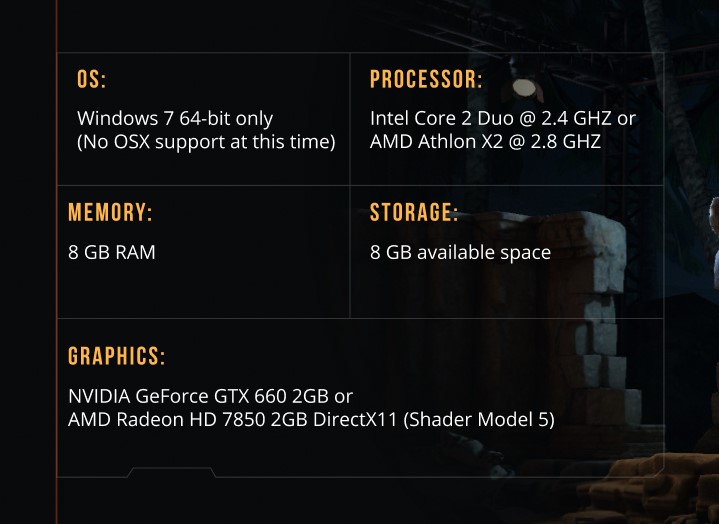 OS:
Windows 7 64-bit only
(No OSX support at this time)
PROCESSOR:
Intel Core 2 Duo @ 2.4 GHZ or
AMD Athlon X2 @ 2.8 GHZ
MEMORY:
8 GB RAM
STORAGE:
8 GB available space
GRAPHICS:
NVIDIA GeForce GTX 660 2GB or
AMD Radeon HD 7850 2GB DirectX11 (Shader Model 5)